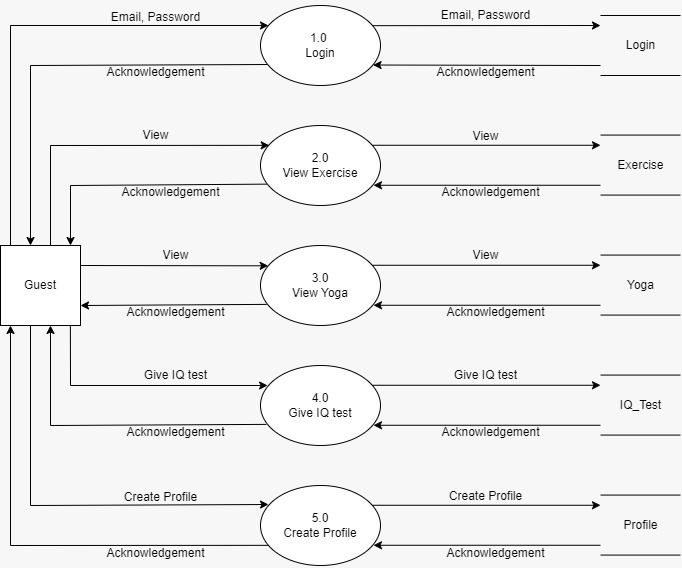 Email, Password
Email, Password
1.0
Login
Login
Acknowledgement
Acknowledgement
View
View
2.0
View Exercise
Exercise
Acknowledgement
Acknowledgement
View
View
Guest
3.0
View Yoga
Yoga
Acknowledgement
Acknowledgement
Give IQ test
Give IQ test
4.0
Give IQ test
IQ_Test
Acknowledgement
Acknowledgement
Create Profile
Create Profile
5.0
Create Profile
Profile
Acknowledgement
Acknowledgement